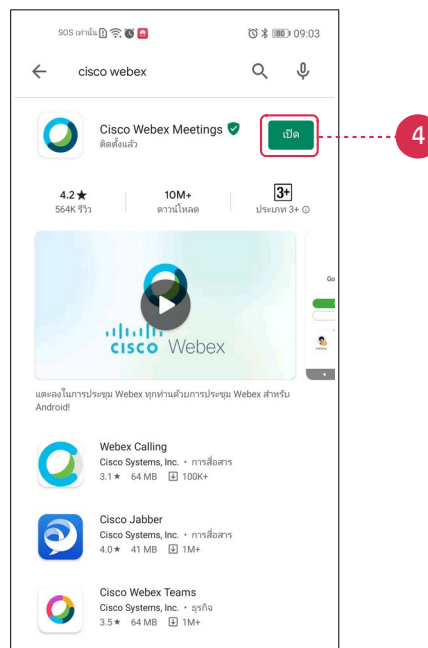 SOS เท่านั้น 80 09:03
cisco webex
Cisco Webex Meetings
ติดตั้งแล้ว
เปิด
4
4.2★ 10M+ 3+
564K รีวิว ดาวน์โหลด ประเภท 3+
Go
cisco Webex
แตะลงในการประชุม Webex ทุกท่านด้วยการประชุม Webex สำหรับ
Android!
Webex Calling
Cisco Systems, Inc. • การสื่อสาร
3.1★ 64 MB 100K+
Cisco Jabber
Cisco Systems, Inc. • การสื่อสาร
4.0★ 41 MB 1M+
Cisco Webex Teams
Cisco Systems, Inc. • ธุรกิจ
3.5★ 64 MB 1M+